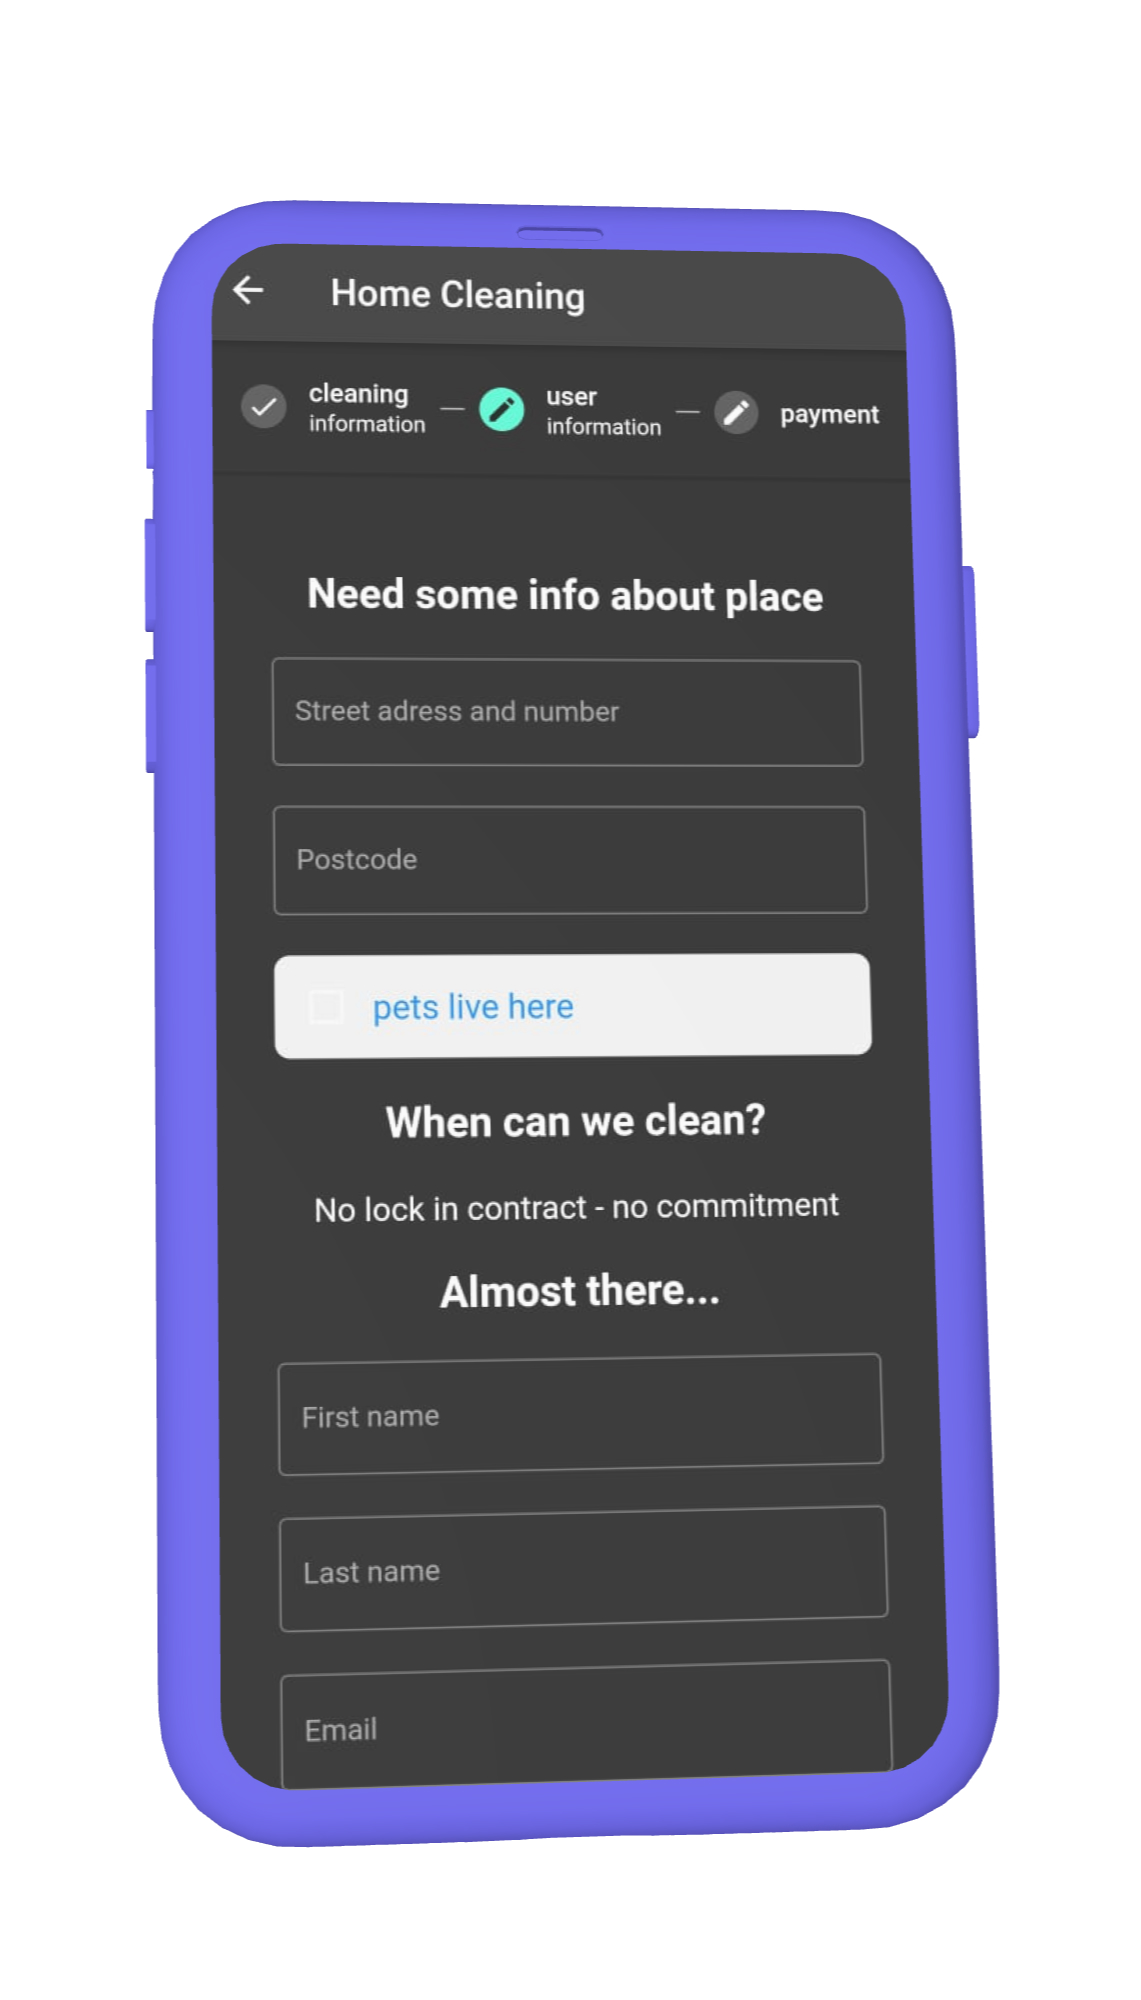 Home Cleaning
cleaning
information
user
information
payment
Need some info about place
Street adress and number
Postcode
pets live here
When can we clean?
No lock in contract - no commitment
Almost there...
First name
Last name
Email